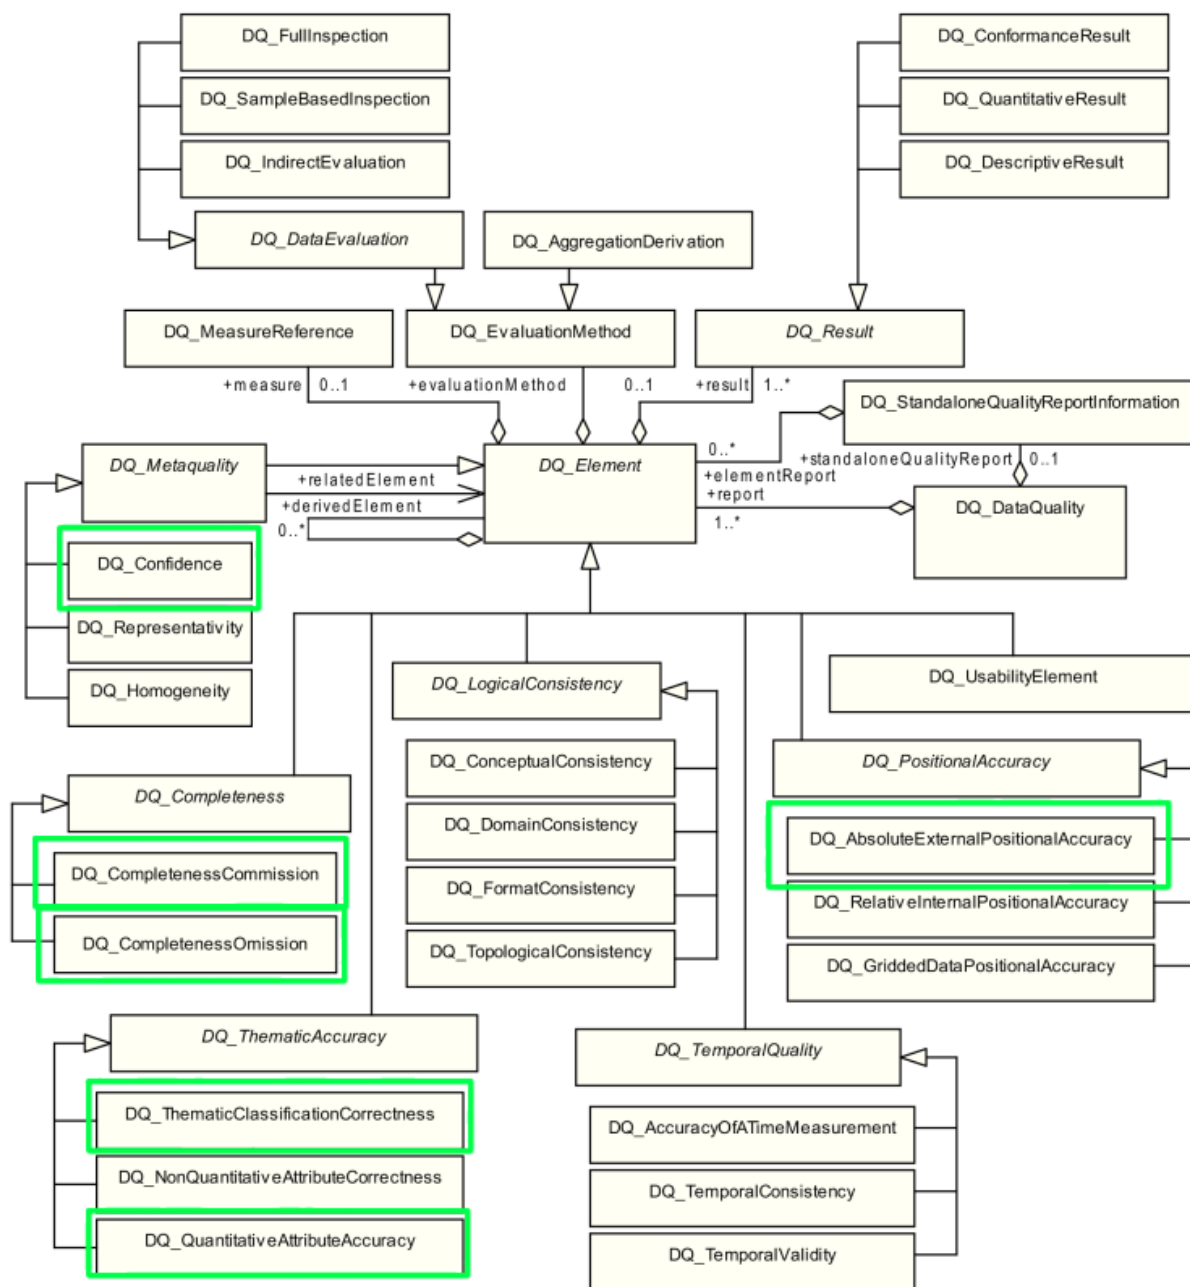 DQ_FullInspection
DQ_ConformanceResult
DQ_SampleBasedInspection
DQ_QuantitativeResult
DQ_IndirectEvaluation
DQ_DescriptiveResult
DQ_DataEvaluation
DQ_AggregationDerivation
DQ_MeasureReference
DQ_EvaluationMethod
DQ_Result
+measure 0..1
+evaluationMethod 0..1
+result 1..*
DQ_StandaloneQualityReportInformation
DQ_Metaquality
DQ_Element
0..*
+standaloneQualityReport 0..1
+relatedElement
+elementReport
+derivedElement
+report
0..*
1..*
DQ_DataQuality
DQ_Confidence
DQ_Representativity
DQ_Homogeneity
DQ_LogicalConsistency
DQ_UsabilityElement
DQ_ConceptualConsistency
DQ_DomainConsistency
DQ_FormatConsistency
DQ_TopologicalConsistency
DQ_PositionalAccuracy
DQ_AbsoluteExternalPositionalAccuracy
DQ_RelativeInternalPositionalAccuracy
DQ_GriddedDataPositionalAccuracy
DQ_Completeness
DQ_CompletenessCommission
DQ_CompletenessOmission
DQ_ThematicAccuracy
DQ_ThematicClassificationCorrectness
DQ_NonQuantitativeAttributeCorrectness
DQ_QuantitativeAttributeAccuracy
DQ_TemporalQuality
DQ_AccuracyOfATimeMeasurement
DQ_TemporalConsistency
DQ_TemporalValidity